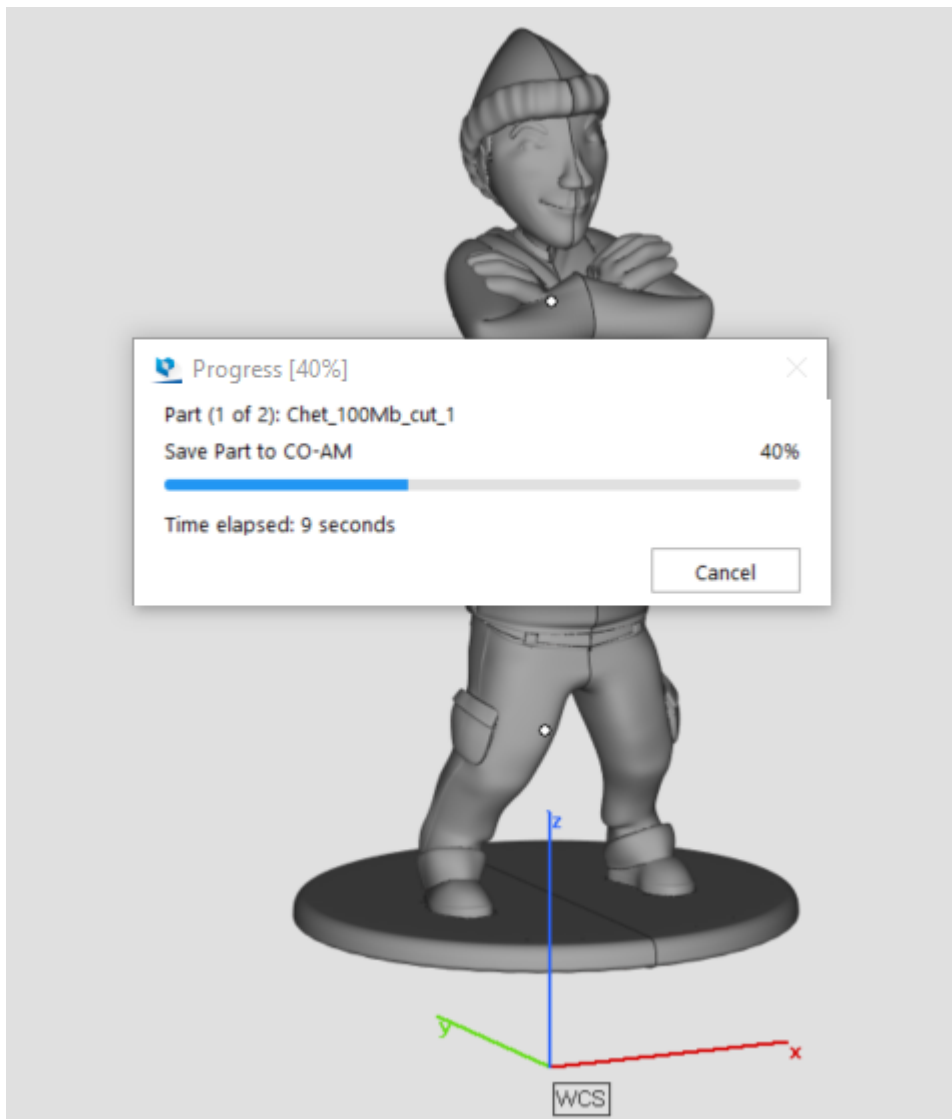 Progress [40%]
Part (1 of 2): Chet_100Mb_cut_1
Save Part to CO-AM 40%
Time elapsed: 9 seconds
Cancel
z
y
x
WCS